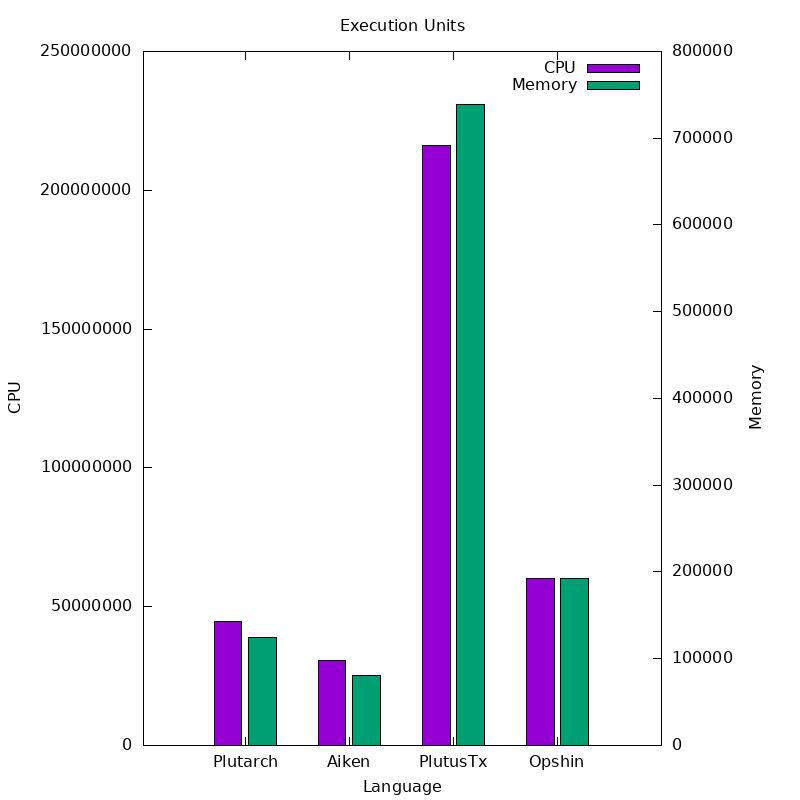 Execution Units
250000000
200000000
150000000
100000000
50000000
0
CPU
800000
700000
600000
500000
400000
300000
200000
100000
0
Memory
CPU
Memory
Plutarch Aiken PlutusTx Opshin
Language